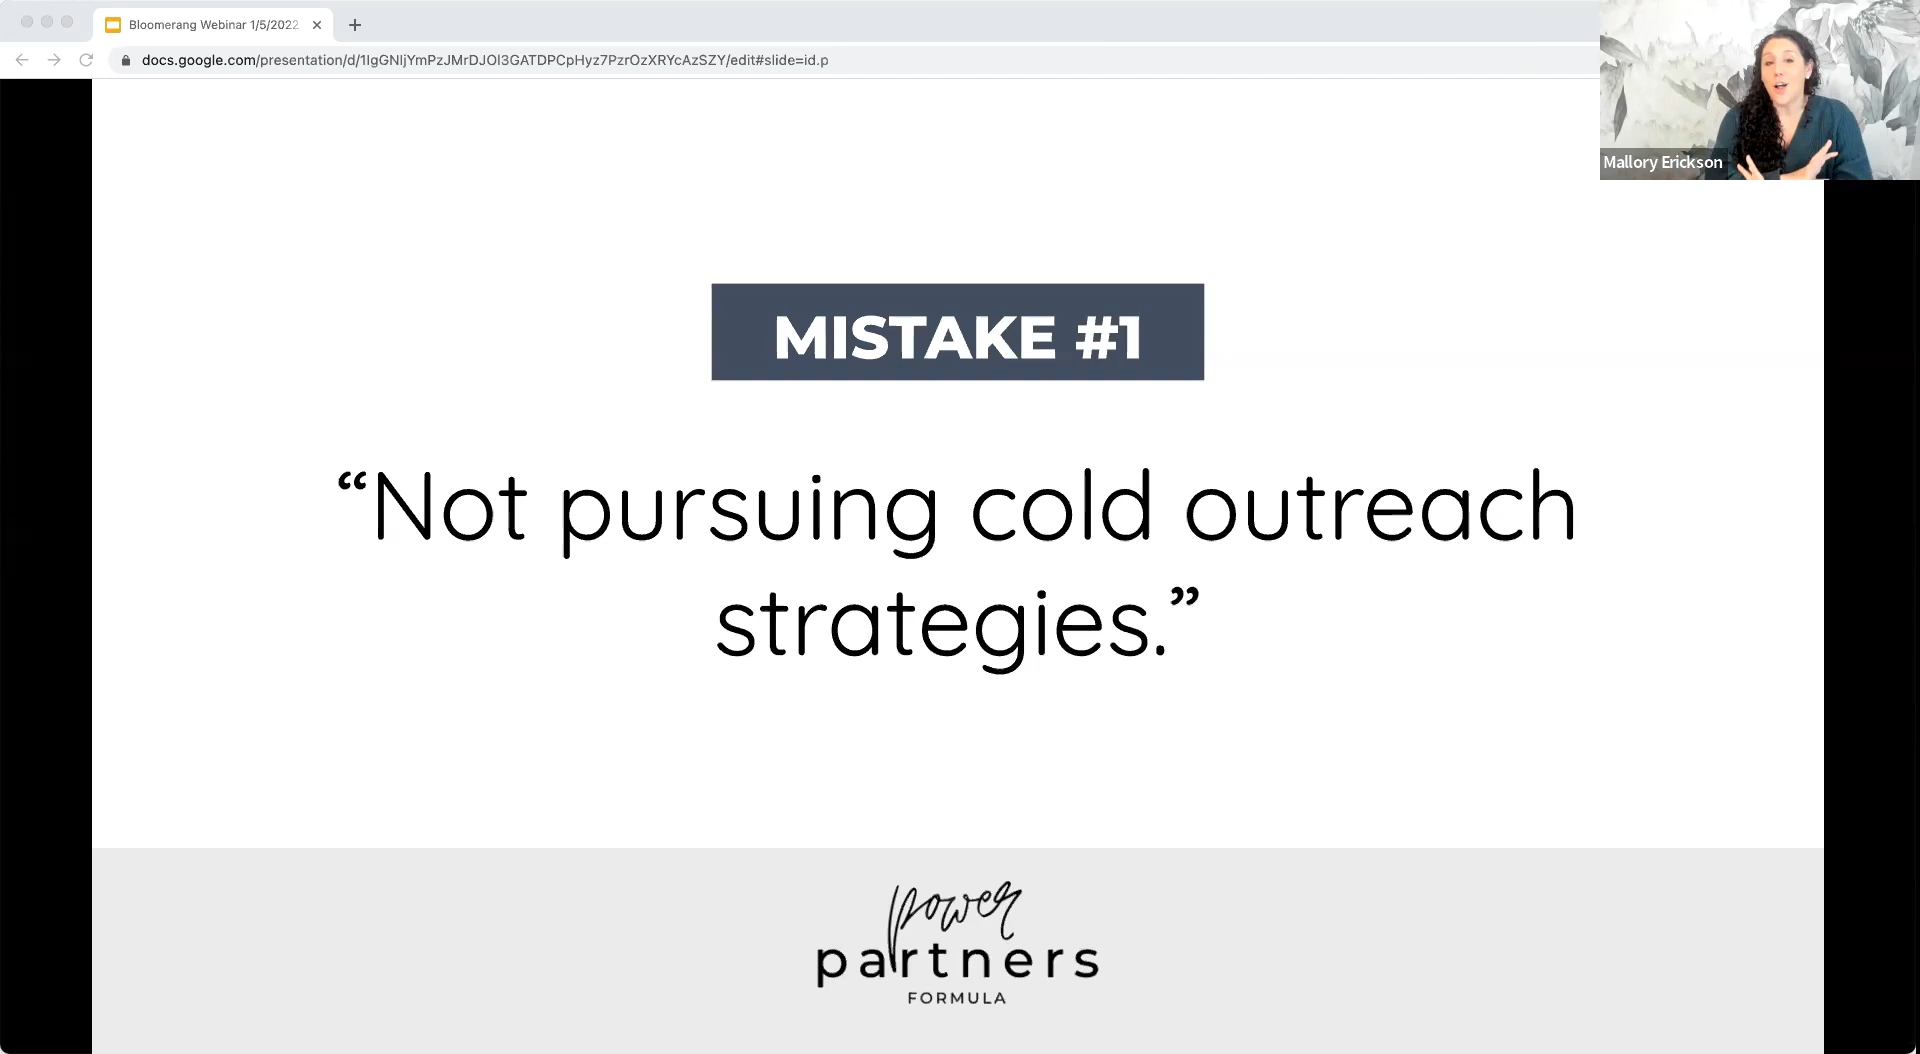 Bloomerang Webinar 1/5/2022
docs.google.com/presentation/d/1IgGNIjYmPzJMrDJOI3GATDPCpHyz7PzrOzXRYcAzSZY/edit#slide=id.p
Mallory Erickson
MISTAKE #1
“Not pursuing cold outreach
strategies.”
power
partners
FORMULA